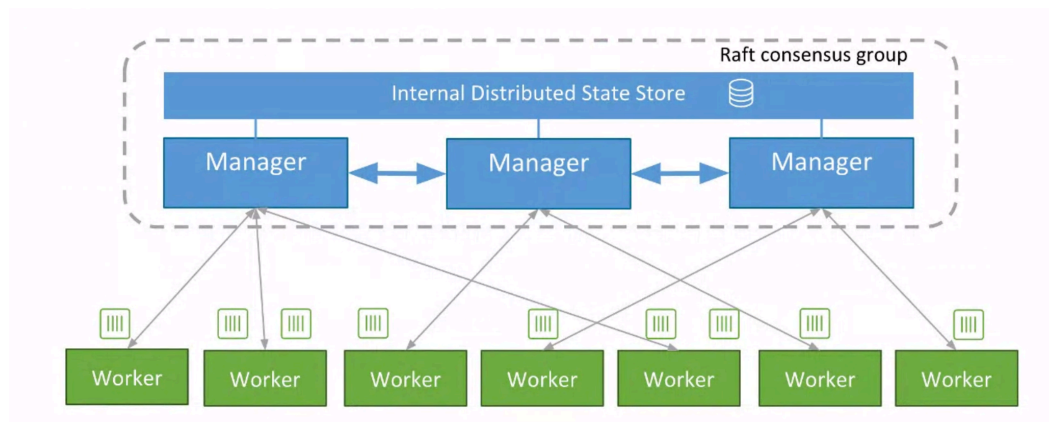 Raft consensus group
Internal Distributed State Store
Manager
Manager
Manager
Worker
Worker
Worker
Worker
Worker
Worker
Worker